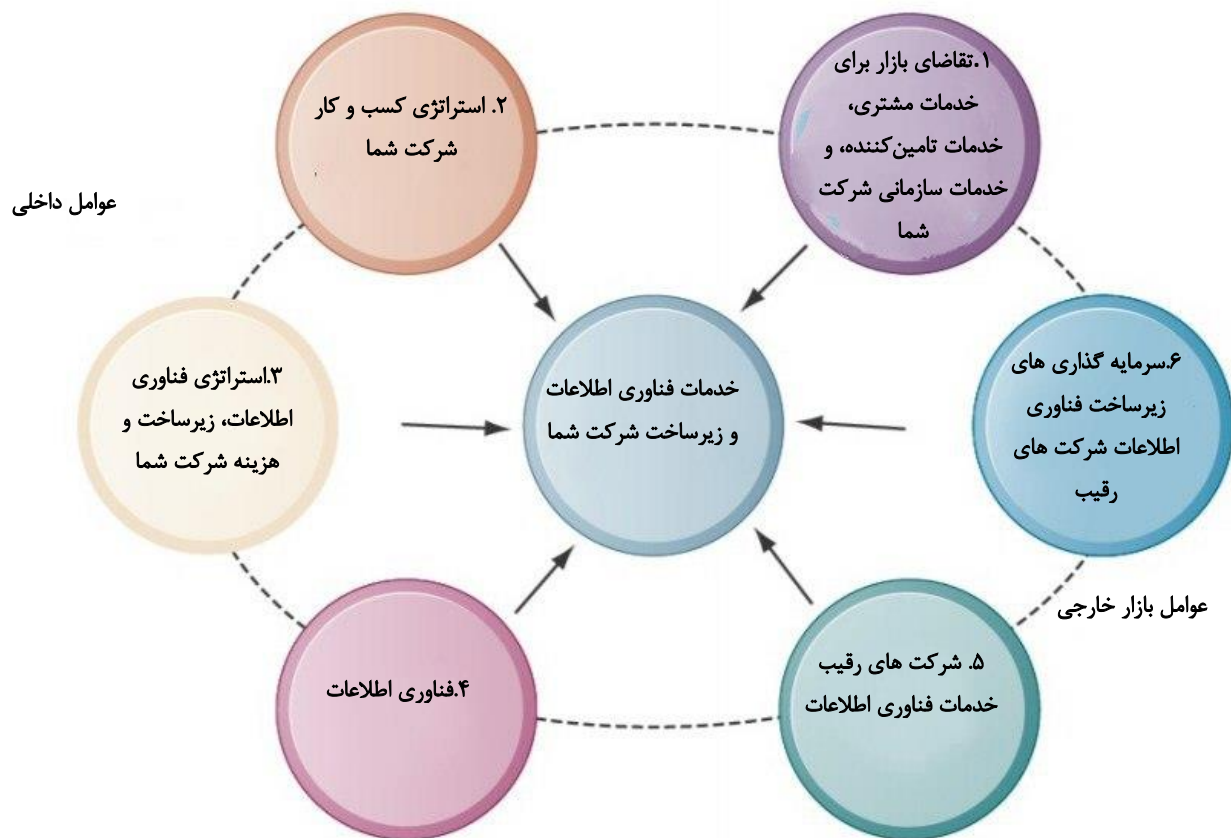 ۱.تقاضای بازار برای
خدمات مشتری،
خدمات تامین‌کننده، و
خدمات سازمانی شرکت
شما
۲. استراتژی کسب و کار
شرکت شما
عوامل داخلی
۳.استراتژی فناوری
اطلاعات، زیرساخت و
هزینه شرکت شما
خدمات فناوری اطلاعات
و زیرساخت شرکت شما
۶.سرمایه گذاری های
زیرساخت فناوری
اطلاعات شرکت های
رقیب
عوامل بازار خارجی
۵. شرکت های رقیب
خدمات فناوری اطلاعات
۴.فناوری اطلاعات